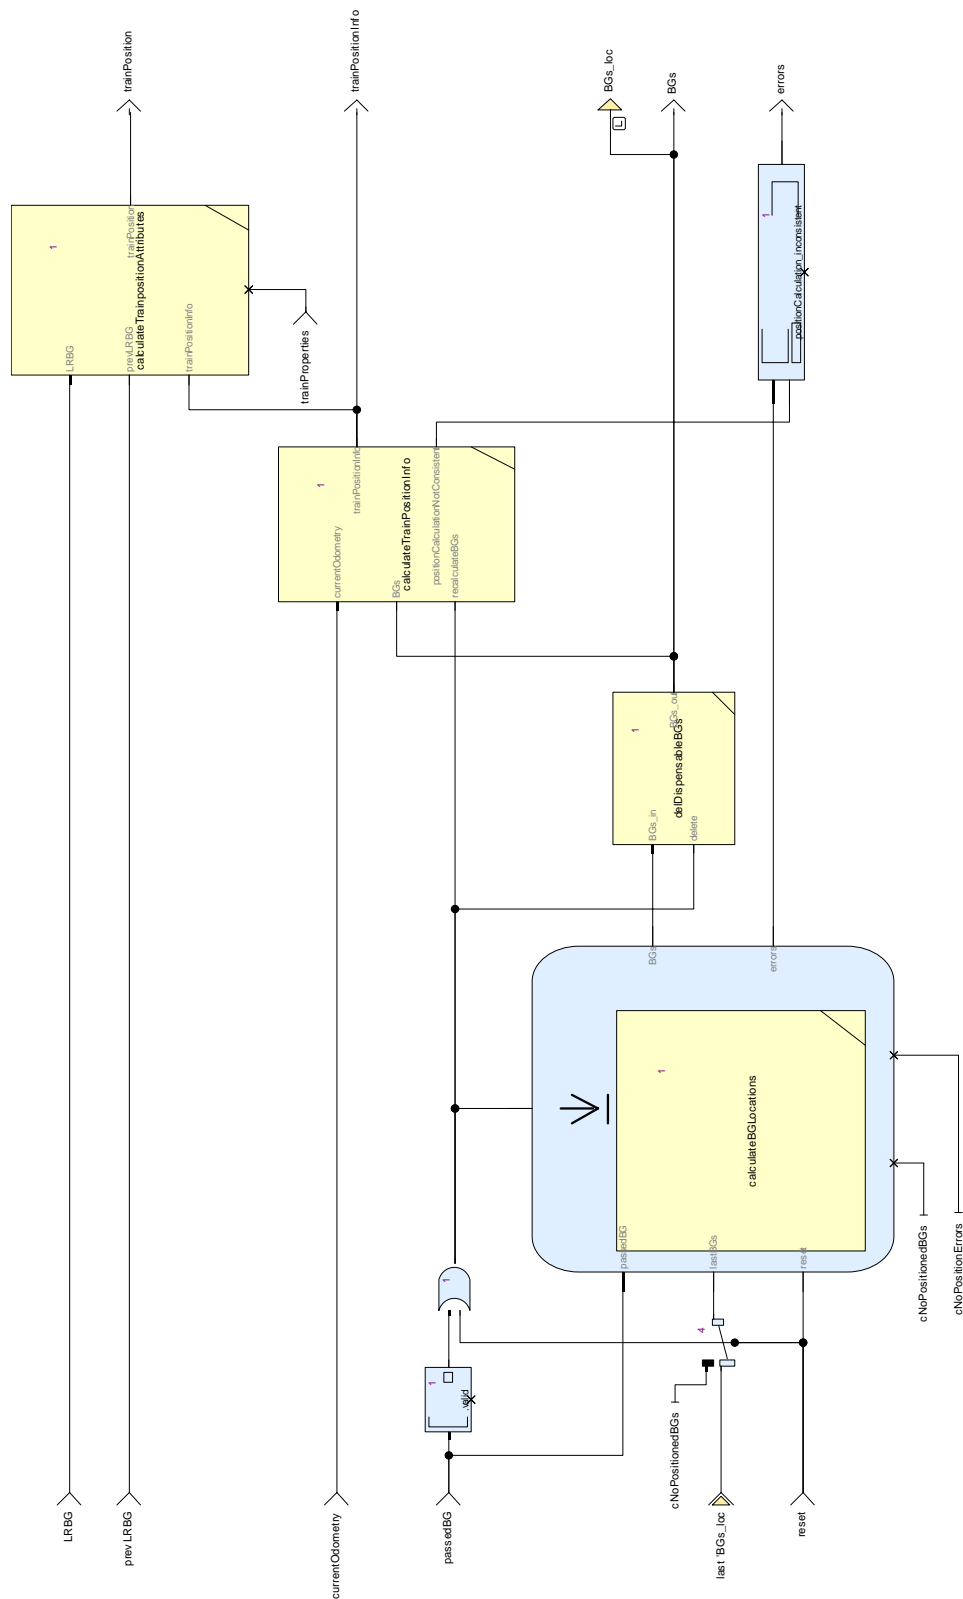 trainPosition
trainPositionInfo
BGs_loc
L
BGs
errors
1
trainPosition
calculateTrainpositionAttributes
LRBG
prevLRBG
trainPositionInfo
trainProperties
1
positionCalculation_inconsistent
1
trainPositionInfo
calculateTrainPositionInfo
positionCalculationNotConsistent
currentOdometry
BGs
recalculateBGs
1
BGs_out
delDispensableBGs
BGs_in
delete
BGs
errors
1
calculateBGLocations
passedBG
lastBGs
reset
cNoPositionedBGs
cNoPositionErrors
1
4
1
.valid
cNoPositionedBGs
LRBG
prevLRBG
currentOdometry
passedBG
last 'BGs_loc
reset